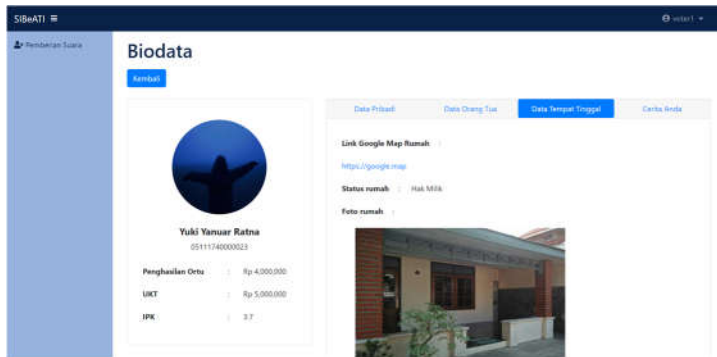 SIBeATI
voter1
Pemberian Suara
Biodata
Kembali
Data Pribadi
Data Orang Tua
Data Tempat Tinggal
Cerita Anda
Yuki Yanuar Ratna
05111740000023
Penghasilan Ortu : Rp 4,000,000
UKT : Rp 5,000,000
IPK : 3.7
Link Google Map Rumah :
https://google.map
Status rumah : Hak Milik
Foto rumah :